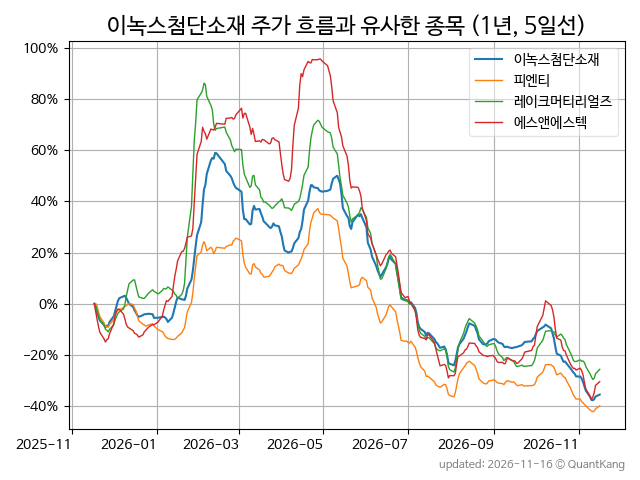 이녹스첨단소재 주가 흐름과 유사한 종목 (1년, 5일선)
100%
80%
60%
40%
20%
0%
−20%
−40%
이녹스첨단소재
피엔티
레이크머티리얼즈
에스앤에스텍
2025-11
2026-01
2026-03
2026-05
2026-07
2026-09
2026-11
updated: 2026-11-16 © QuantKang